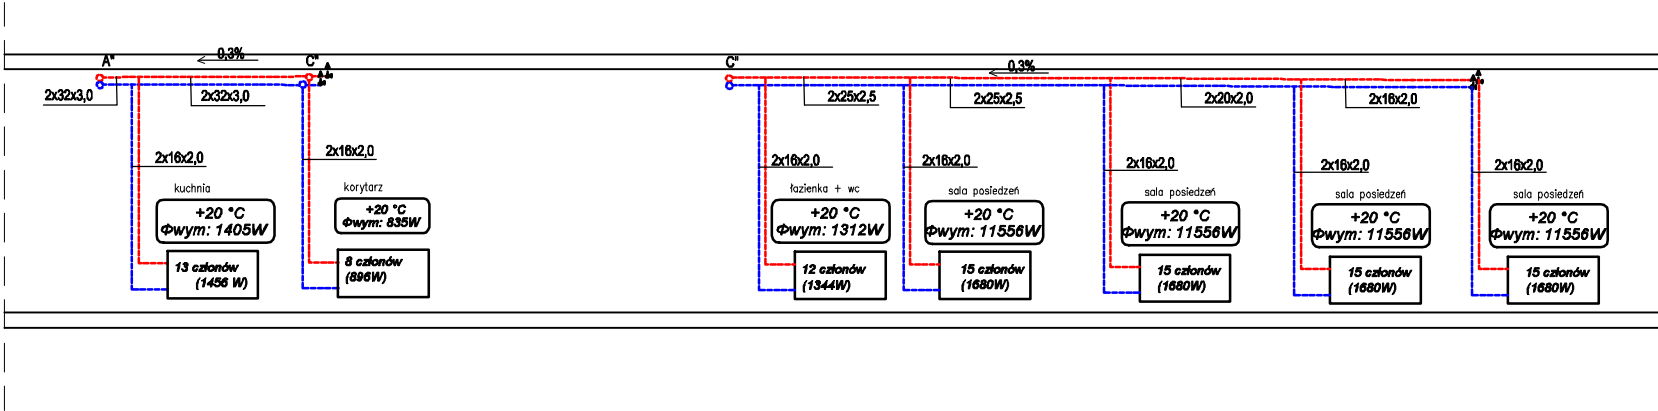 A" 0,3% C"
2x32x3,0 2x32x3,0
2x16x2,0 2x16x2,0
kuchnia
+20 °C
Φwym: 1405W
13 członów
(1456 W)
korytarz
+20 °C
Φwym: 835W
8 członów
(896W)
C" 0,3%
2x25x2,5 2x25x2,5 2x20x2,0 2x16x2,0
2x16x2,0 2x16x2,0 2x16x2,0 2x16x2,0 2x16x2,0
łazienka + wc
+20 °C
Φwym: 1312W
12 członów
(1344W)
sala posiedzeń
+20 °C
Φwym: 11556W
15 członów
(1680W)
sala posiedzeń
+20 °C
Φwym: 11556W
15 członów
(1680W)
sala posiedzeń
+20 °C
Φwym: 11556W
15 członów
(1680W)
sala posiedzeń
+20 °C
Φwym: 11556W
15 członów
(1680W)